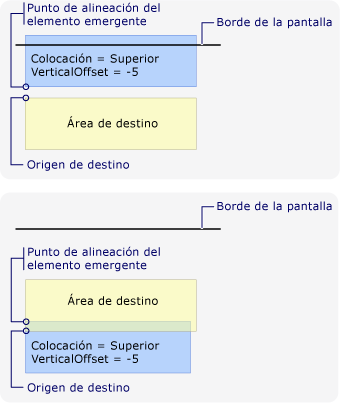 Punto de alineación del
elemento emergente
Borde de la pantalla
Colocación = Superior
VerticalOffset = -5
Área de destino
Origen de destino
Borde de la pantalla
Punto de alineación del
elemento emergente
Área de destino
Colocación = Superior
VerticalOffset = -5
Origen de destino